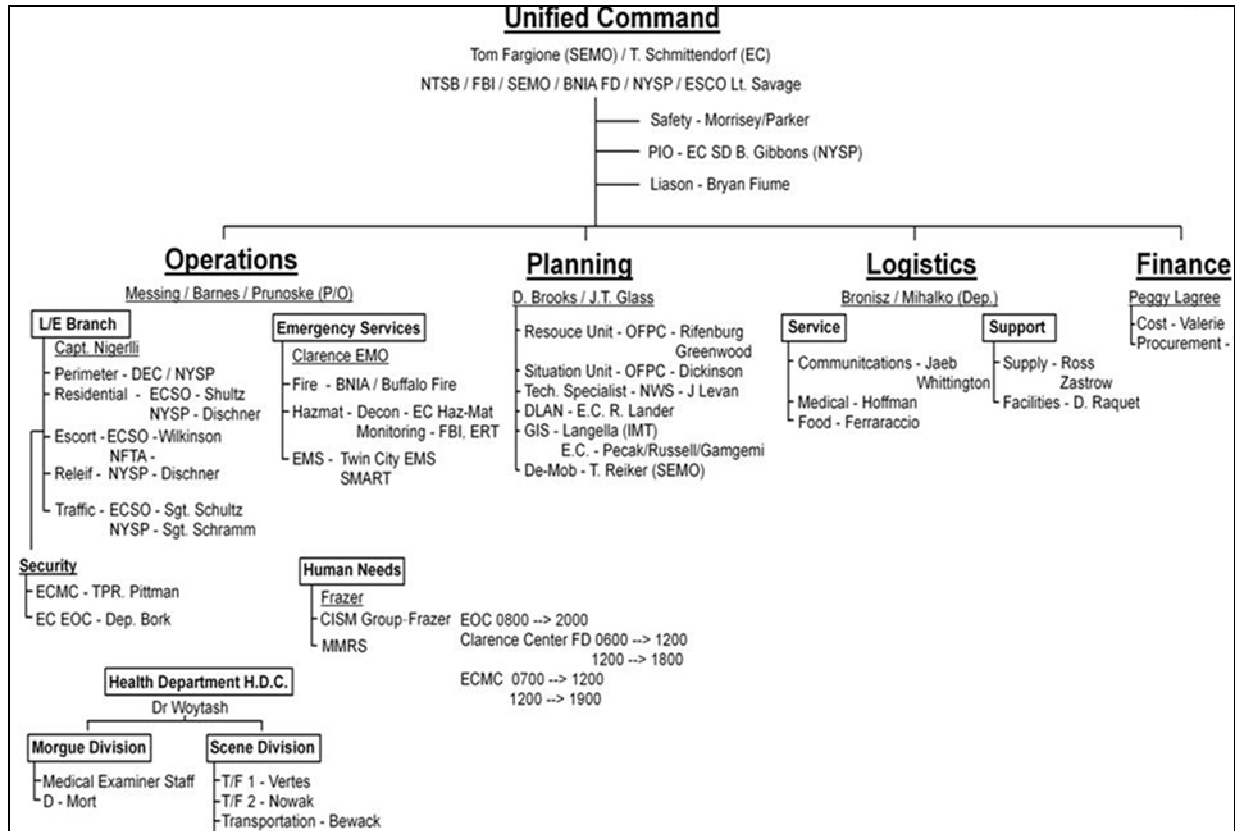 Unified Command
Tom Fargione (SEMO) / T. Schmittendorf (EC)
NTSB / FBI / SEMO / BNIA FD / NYSP / ESCO Lt. Savage
Safety - Morrisey/Parker
PIO - EC SD B. Gibbons (NYSP)
Liason - Bryan Fiume
Operations
Messing / Barnes / Prunoske (P/O)
L/E Branch
Capt. Nigerlli
Perimeter - DEC / NYSP
Residential - ECSO - Shultz
NYSP - Dischner
Escort - ECSO - Wilkinson
NFTA -
Releif - NYSP - Dischner
Traffic - ECSO - Sgt. Schultz
NYSP - Sgt. Schramm
Security
ECMC - TPR. Pittman
EC EOC - Dep. Bork
Emergency Services
Clarence EMO
Fire - BNIA / Buffalo Fire
Hazmat - Decon - EC Haz-Mat
Monitoring - FBI, ERT
EMS - Twin City EMS
SMART
Human Needs
Frazer
CISM Group-Frazer
MMRS
EOC 0800 --> 2000
Clarence Center FD 0600 --> 1200
1200 --> 1800
ECMC 0700 --> 1200
1200 --> 1900
Health Department H.D.C.
Dr Woytash
Morgue Division
Medical Examiner Staff
D - Mort
Scene Division
T/F 1 - Vertes
T/F 2 - Nowak
Transportation - Bewack
Planning
D. Brooks / J.T. Glass
Resouce Unit - OFPC - Rifenburg
Greenwood
Situation Unit - OFPC - Dickinson
Tech. Specialist - NWS - J Levan
DLAN - E.C. R. Lander
GIS - Langella (IMT)
E.C. - Pecak/Russell/Gamgemi
De-Mob - T. Reiker (SEMO)
Logistics
Bronisz / Mihalko (Dep.)
Service
Communitcations - Jaeb
Whittington
Medical - Hoffman
Food - Ferraraccio
Support
Supply - Ross
Zastrow
Facilities - D. Raquet
Finance
Peggy Lagree
Cost - Valerie
Procurement -